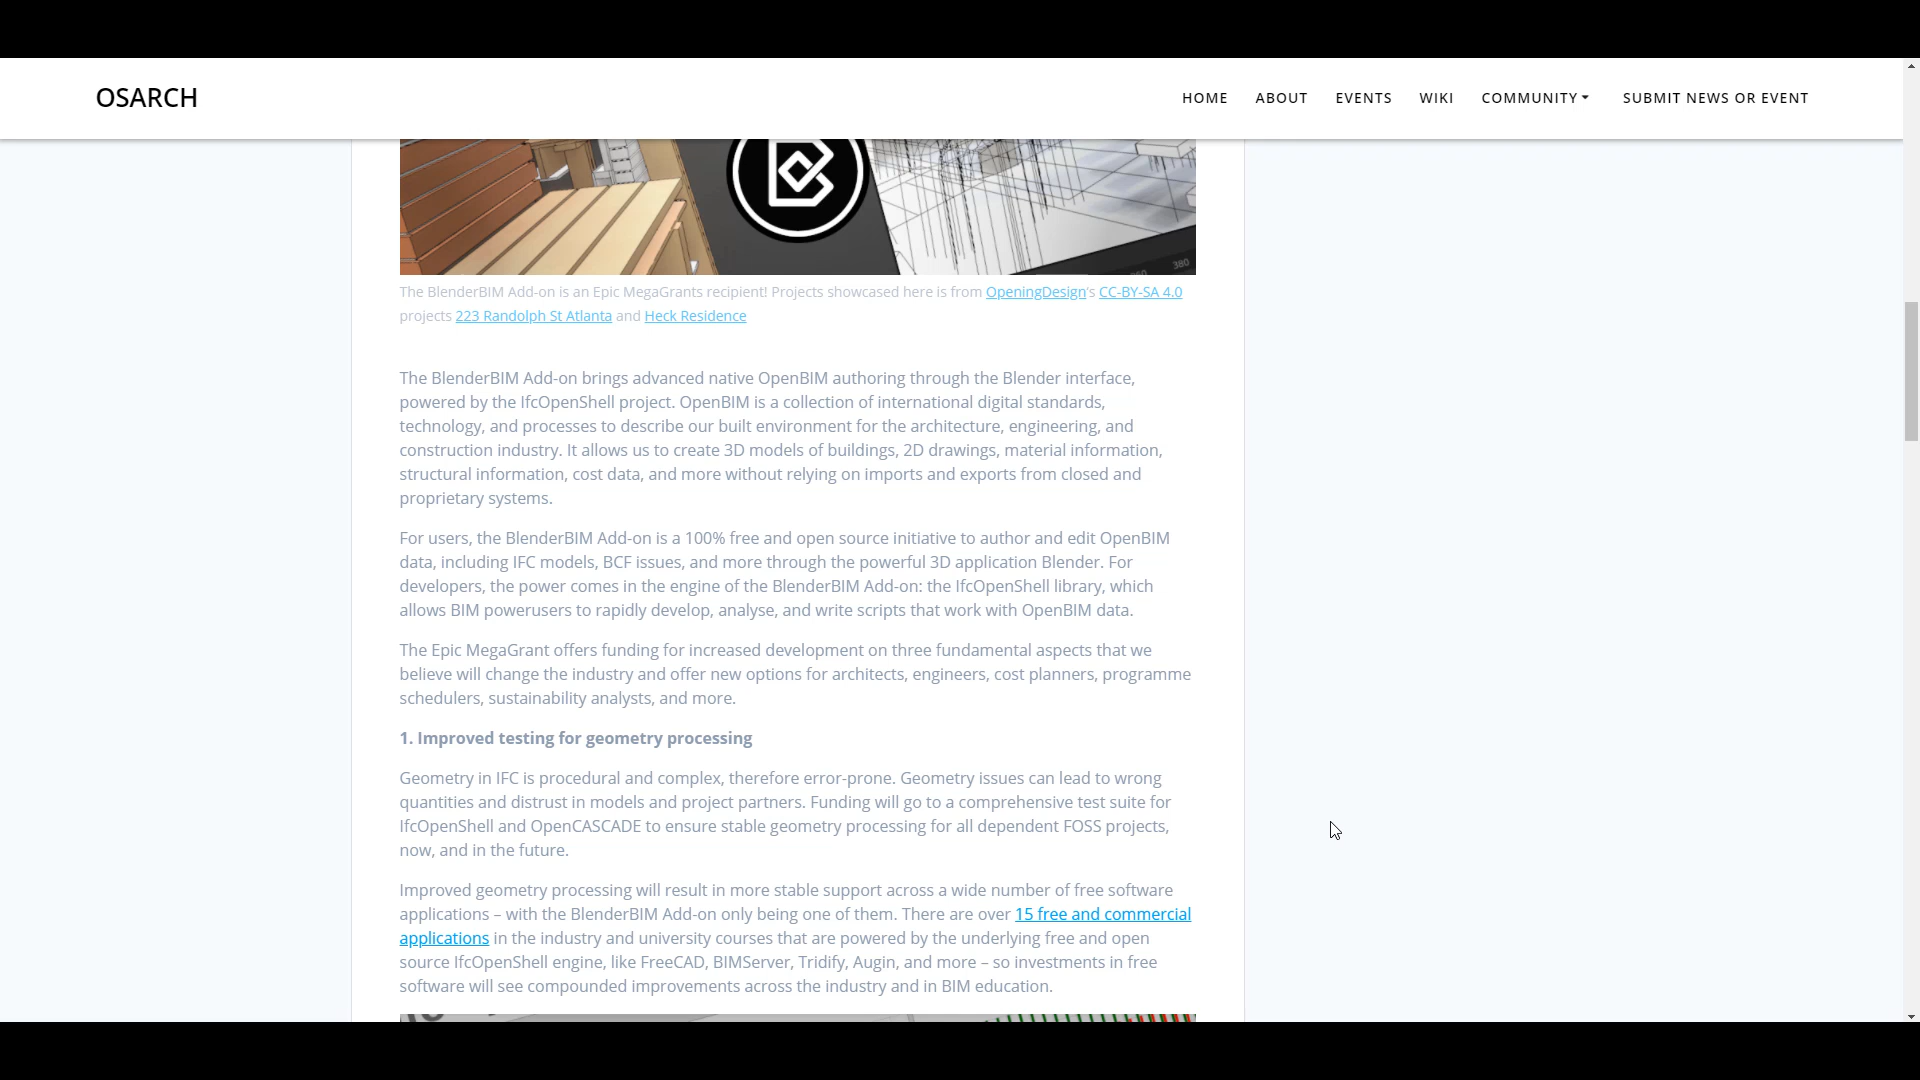 OSARCH
HOME ABOUT EVENTS WIKI COMMUNITY SUBMIT NEWS OR EVENT
380
The BlenderBIM Add-on is an Epic MegaGrants recipient! Projects showcased here is from OpeningDesign's CC-BY-SA 4.0
projects 223 Randolph St Atlanta and Heck Residence
The BlenderBIM Add-on brings advanced native OpenBIM authoring through the Blender interface,
powered by the IfcOpenShell project. OpenBIM is a collection of international digital standards,
technology, and processes to describe our built environment for the architecture, engineering, and
construction industry. It allows us to create 3D models of buildings, 2D drawings, material information,
structural information, cost data, and more without relying on imports and exports from closed and
proprietary systems.
For users, the BlenderBIM Add-on is a 100% free and open source initiative to author and edit OpenBIM
data, including IFC models, BCF issues, and more through the powerful 3D application Blender. For
developers, the power comes in the engine of the BlenderBIM Add-on: the IfcOpenShell library, which
allows BIM powerusers to rapidly develop, analyse, and write scripts that work with OpenBIM data.
The Epic MegaGrant offers funding for increased development on three fundamental aspects that we
believe will change the industry and offer new options for architects, engineers, cost planners, programme
schedulers, sustainability analysts, and more.
1. Improved testing for geometry processing
Geometry in IFC is procedural and complex, therefore error-prone. Geometry issues can lead to wrong
quantities and distrust in models and project partners. Funding will go to a comprehensive test suite for
IfcOpenShell and OpenCASCADE to ensure stable geometry processing for all dependent FOSS projects,
now, and in the future.
Improved geometry processing will result in more stable support across a wide number of free software
applications – with the BlenderBIM Add-on only being one of them. There are over 15 free and commercial
applications in the industry and university courses that are powered by the underlying free and open
source IfcOpenShell engine, like FreeCAD, BIMServer, Tridify, Augin, and more – so investments in free
software will see compounded improvements across the industry and in BIM education.